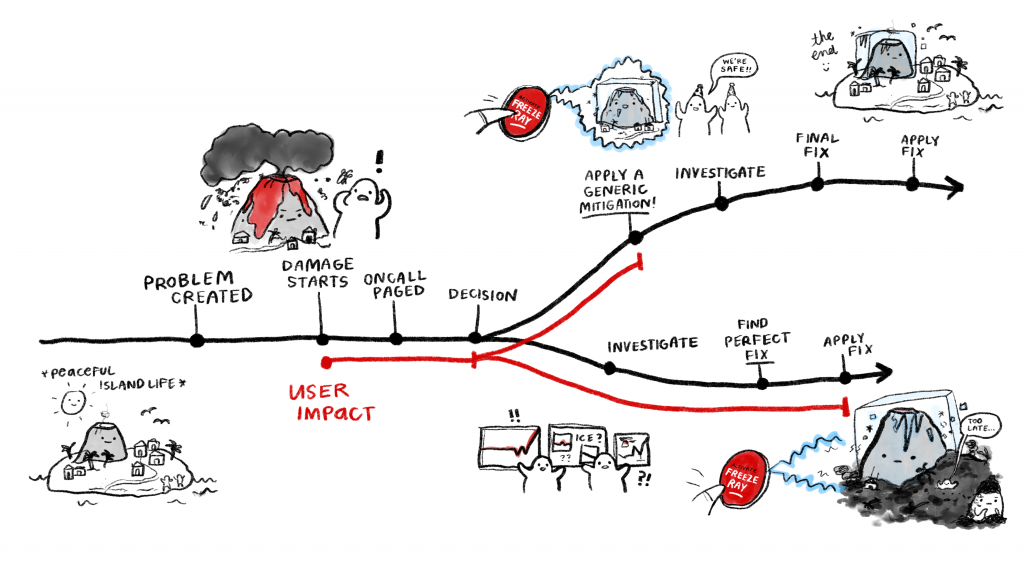 the
end
WE'RE
SAFE!!
FREEZE
RAY
!
FINAL
FIX
APPLY
FIX
INVESTIGATE
APPLY A
GENERIC
MITIGATION!
PROBLEM
CREATED
DAMAGE
STARTS
ONCALL
PAGED
DECISION
INVESTIGATE
FIND
PERFECT
FIX
APPLY
FIX
USER
IMPACT
*peaceful
ISLAND LIFE*
!!
ICE?
??
?!
FREEZE
RAY
TOO
LATE...